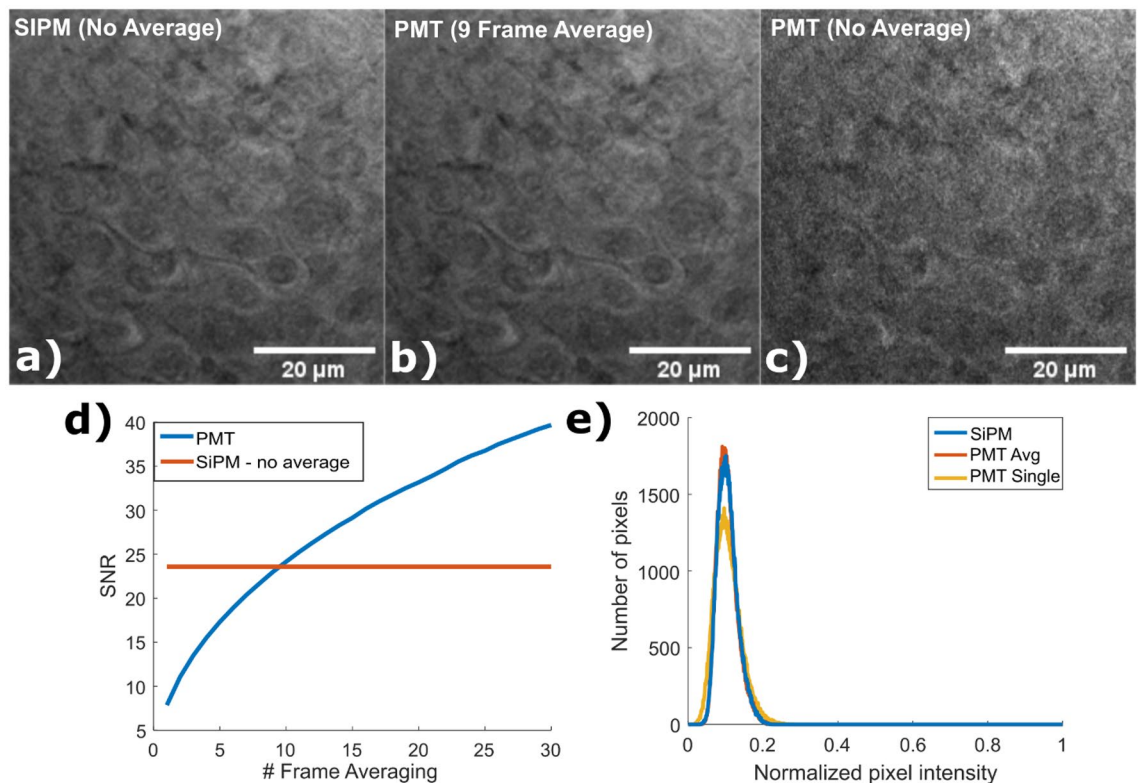 SIPM (No Average)
PMT (9 Frame Average)
PMT (No Average)
a)
20 µm
b)
20 µm
c)
20 µm
d)
40
35
30
25
20
15
10
5
SNR
0
5
10
15
20
25
30
# Frame Averaging
PMT
SiPM - no average
e)
2000
1500
1000
500
0
Number of pixels
0
0.2
0.4
0.6
0.8
1
Normalized pixel intensity
SiPM
PMT Avg
PMT Single